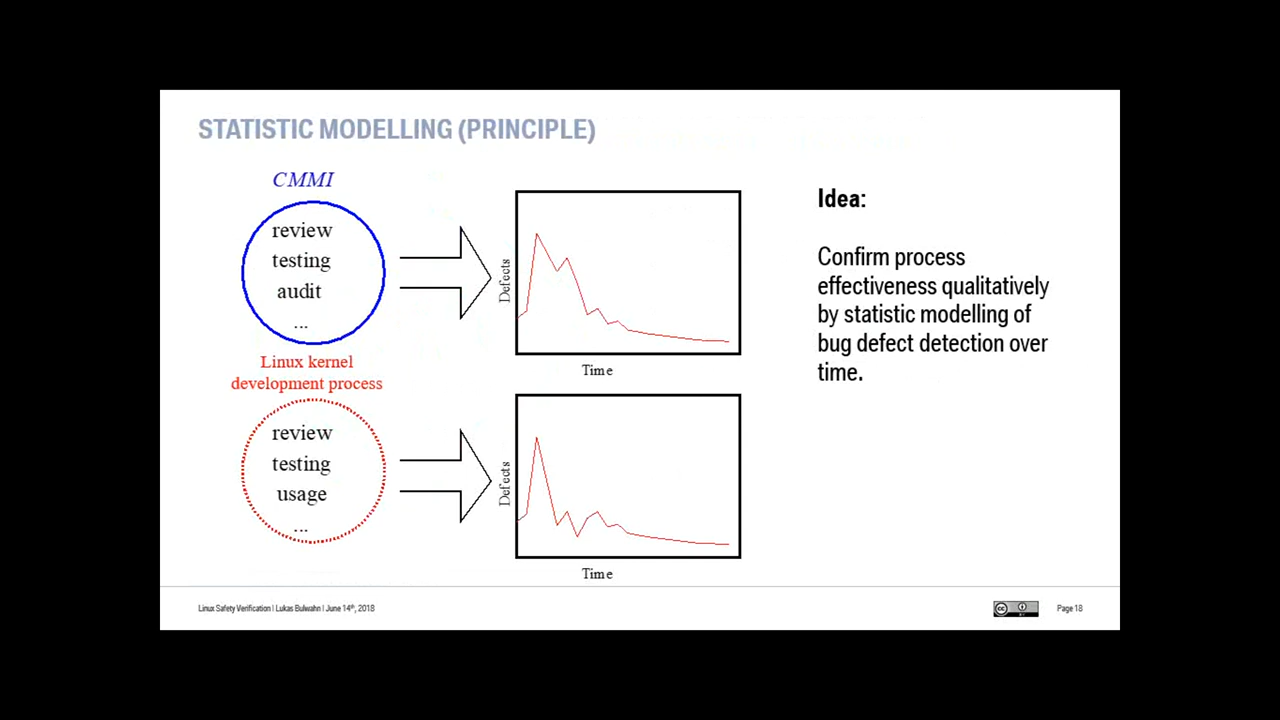 STATISTIC MODELLING (PRINCIPLE)
CMMI
review
testing
audit
...
Defects
Time
Linux kernel
development process
review
testing
usage
...
Defects
Time
Idea:
Confirm process
effectiveness qualitatively
by statistic modelling of
bug defect detection over
time.
Linux Safety Verification | Lukas Bulwahn | June 14th, 2018
cc
Page 18